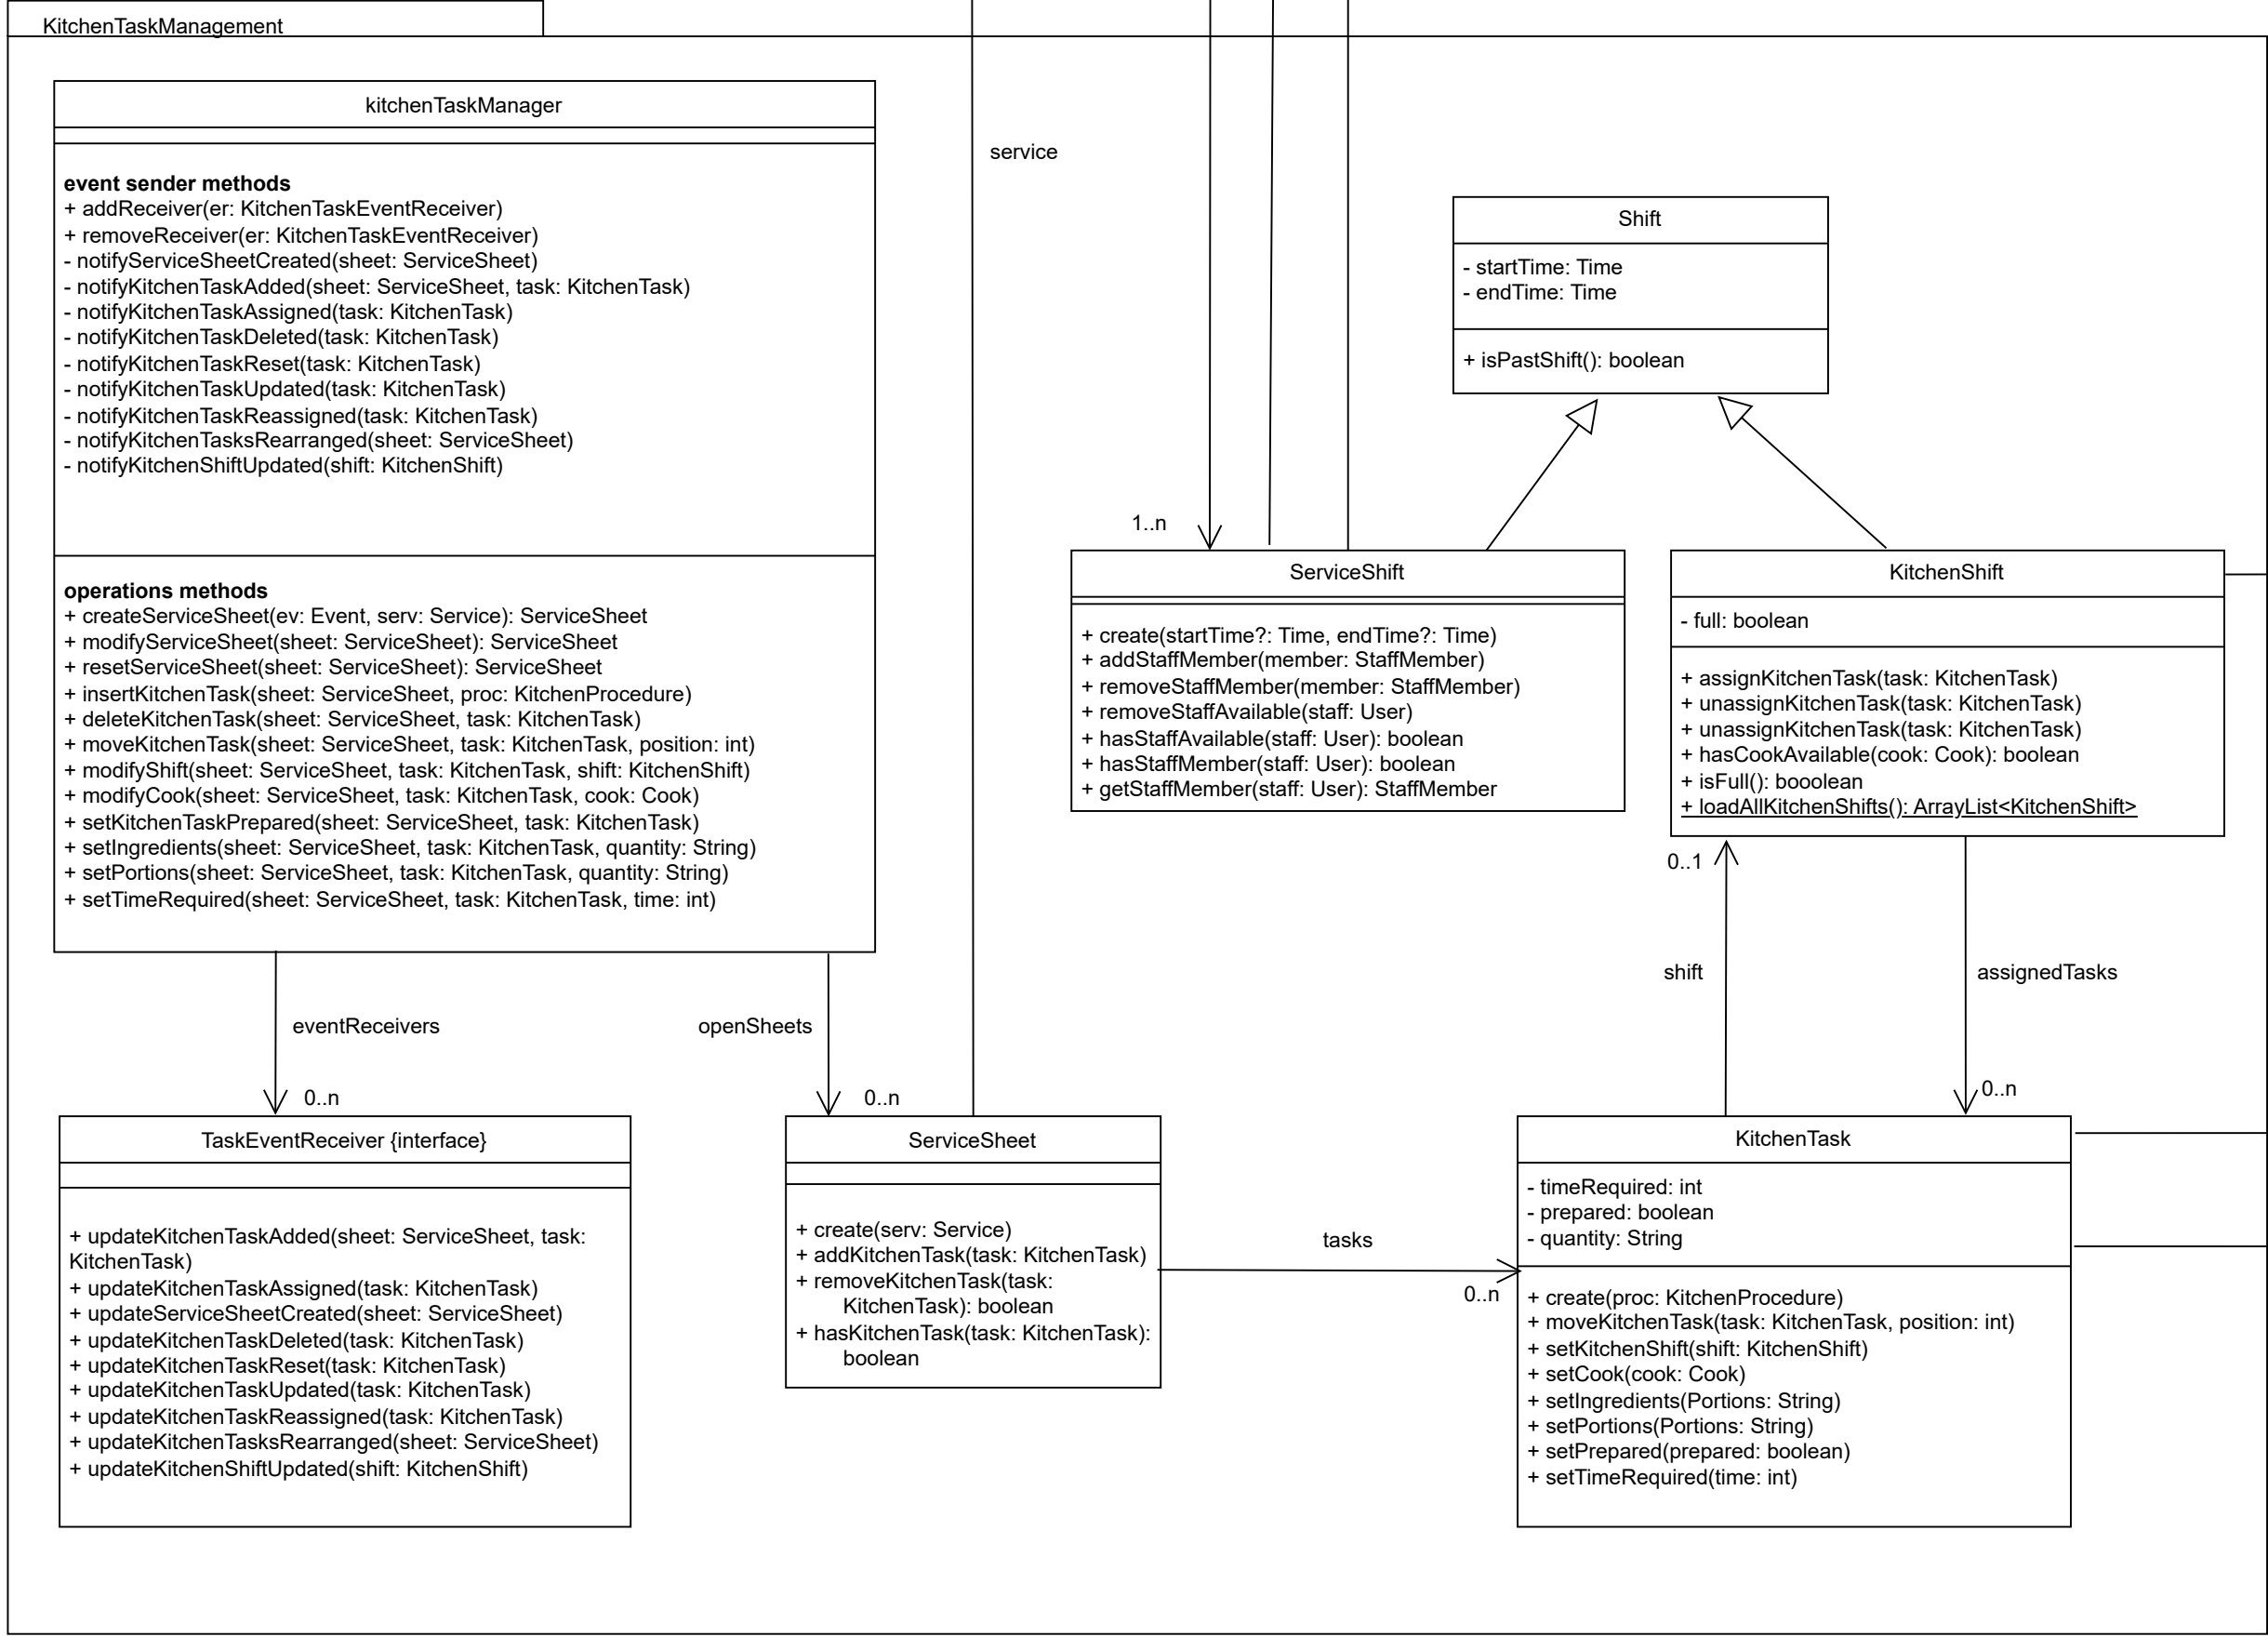 KitchenTaskManagement
kitchenTaskManager
event sender methods
+ addReceiver(er: KitchenTaskEventReceiver)
+ removeReceiver(er: KitchenTaskEventReceiver)
- notifyServiceSheetCreated(sheet: ServiceSheet)
- notifyKitchenTaskAdded(sheet: ServiceSheet, task: KitchenTask)
- notifyKitchenTaskAssigned(task: KitchenTask)
- notifyKitchenTaskDeleted(task: KitchenTask)
- notifyKitchenTaskReset(task: KitchenTask)
- notifyKitchenTaskUpdated(task: KitchenTask)
- notifyKitchenTaskReassigned(task: KitchenTask)
- notifyKitchenTasksRearranged(sheet: ServiceSheet)
- notifyKitchenShiftUpdated(shift: KitchenShift)
operations methods
+ createServiceSheet(ev: Event, serv: Service): ServiceSheet
+ modifyServiceSheet(sheet: ServiceSheet): ServiceSheet
+ resetServiceSheet(sheet: ServiceSheet): ServiceSheet
+ insertKitchenTask(sheet: ServiceSheet, proc: KitchenProcedure)
+ deleteKitchenTask(sheet: ServiceSheet, task: KitchenTask)
+ moveKitchenTask(sheet: ServiceSheet, task: KitchenTask, position: int)
+ modifyShift(sheet: ServiceSheet, task: KitchenTask, shift: KitchenShift)
+ modifyCook(sheet: ServiceSheet, task: KitchenTask, cook: Cook)
+ setKitchenTaskPrepared(sheet: ServiceSheet, task: KitchenTask)
+ setIngredients(sheet: ServiceSheet, task: KitchenTask, quantity: String)
+ setPortions(sheet: ServiceSheet, task: KitchenTask, quantity: String)
+ setTimeRequired(sheet: ServiceSheet, task: KitchenTask, time: int)
service
Shift
- startTime: Time
- endTime: Time
+ isPastShift(): boolean
1..n
ServiceShift
+ create(startTime?: Time, endTime?: Time)
+ addStaffMember(member: StaffMember)
+ removeStaffMember(member: StaffMember)
+ removeStaffAvailable(staff: User)
+ hasStaffAvailable(staff: User): boolean
+ hasStaffMember(staff: User): boolean
+ getStaffMember(staff: User): StaffMember
KitchenShift
- full: boolean
+ assignKitchenTask(task: KitchenTask)
+ unassignKitchenTask(task: KitchenTask)
+ unassignKitchenTask(task: KitchenTask)
+ hasCookAvailable(cook: Cook): boolean
+ isFull(): booolean
+ loadAllKitchenShifts(): ArrayList<KitchenShift>
0..1
shift
assignedTasks
0..n
eventReceivers
0..n
openSheets
0..n
TaskEventReceiver {interface}
+ updateKitchenTaskAdded(sheet: ServiceSheet, task:
KitchenTask)
+ updateKitchenTaskAssigned(task: KitchenTask)
+ updateServiceSheetCreated(sheet: ServiceSheet)
+ updateKitchenTaskDeleted(task: KitchenTask)
+ updateKitchenTaskReset(task: KitchenTask)
+ updateKitchenTaskUpdated(task: KitchenTask)
+ updateKitchenTaskReassigned(task: KitchenTask)
+ updateKitchenTasksRearranged(sheet: ServiceSheet)
+ updateKitchenShiftUpdated(shift: KitchenShift)
ServiceSheet
+ create(serv: Service)
+ addKitchenTask(task: KitchenTask)
+ removeKitchenTask(task:
KitchenTask): boolean
+ hasKitchenTask(task: KitchenTask):
boolean
tasks
0..n
KitchenTask
- timeRequired: int
- prepared: boolean
- quantity: String
+ create(proc: KitchenProcedure)
+ moveKitchenTask(task: KitchenTask, position: int)
+ setKitchenShift(shift: KitchenShift)
+ setCook(cook: Cook)
+ setIngredients(Portions: String)
+ setPortions(Portions: String)
+ setPrepared(prepared: boolean)
+ setTimeRequired(time: int)